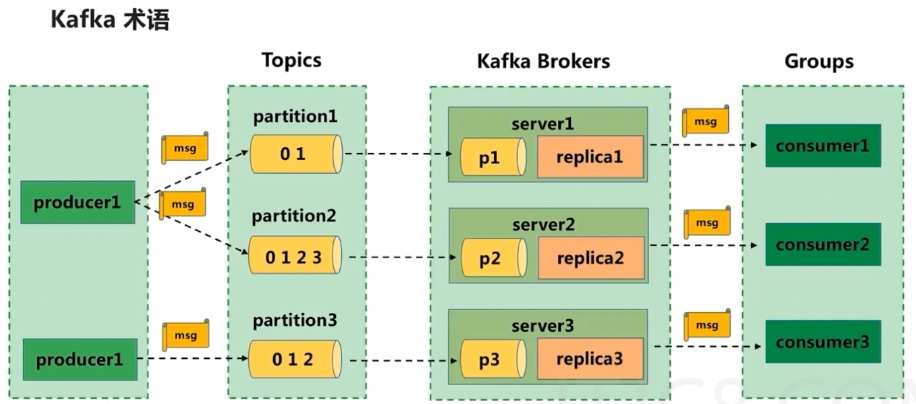 Kafka 术语
Topics
Kafka Brokers
Groups
partition1
server1
msg
msg
0 1
p1
replica1
consumer1
producer1
msg
partition2
server2
msg
0 1 2 3
p2
replica2
consumer2
partition3
server3
msg
msg
producer1
0 1 2
p3
replica3
consumer3